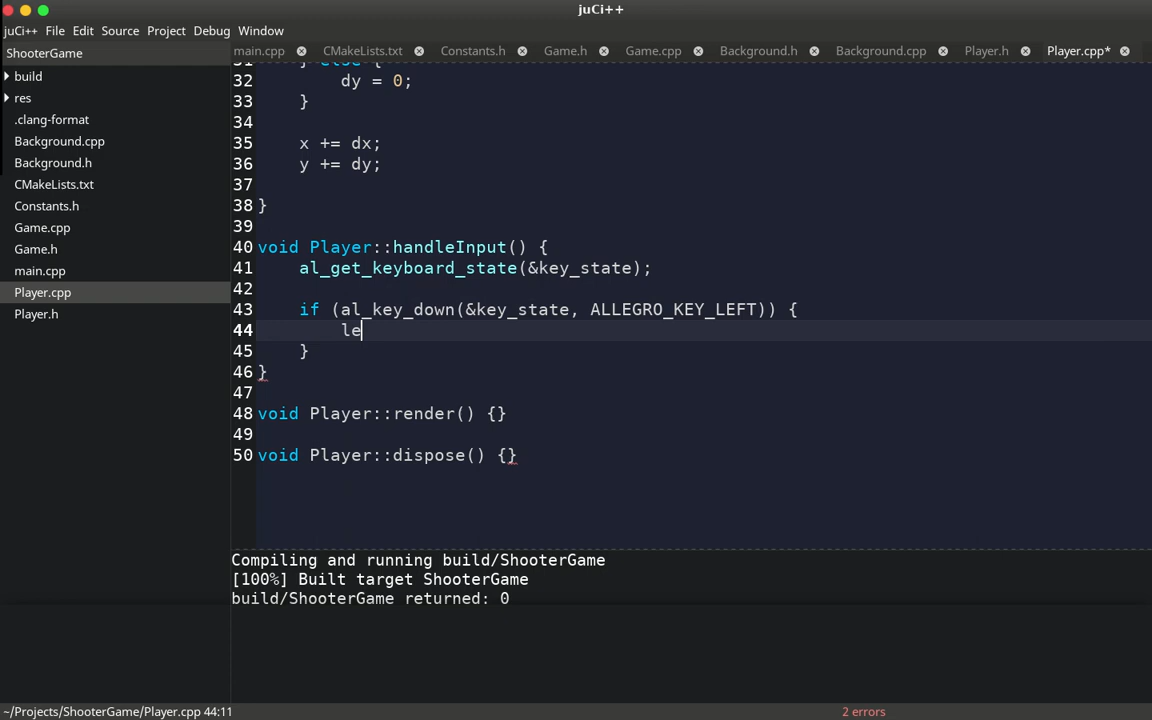 juCi++
juCi++ File Edit Source Project Debug Window
ShooterGame
main.cpp CMakeLists.txt Constants.h Game.h Game.cpp Background.h Background.cpp Player.h Player.cpp*
build
res
.clang-format
Background.cpp
Background.h
CMakeLists.txt
Constants.h
Game.cpp
Game.h
main.cpp
Player.cpp
Player.h
31 } else {
32 dy = 0;
33 }
34
35 x += dx;
36 y += dy;
37
38 }
39
40 void Player::handleInput() {
41 al_get_keyboard_state(&key_state);
42
43 if (al_key_down(&key_state, ALLEGRO_KEY_LEFT)) {
44 le
45 }
46 }
47
48 void Player::render() {}
49
50 void Player::dispose() {}
Compiling and running build/ShooterGame
[100%] Built target ShooterGame
build/ShooterGame returned: 0
~/Projects/ShooterGame/Player.cpp 44:11
2 errors